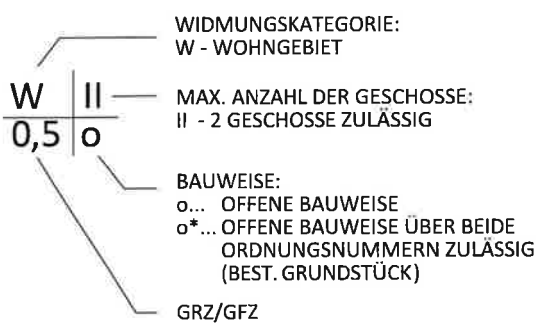 WIDMUNGSKATEGORIE:
W - WOHNGEBIET
W II
MAX. ANZAHL DER GESCHOSSE:
II - 2 GESCHOSSE ZULÄSSIG
0,5 o
BAUWEISE:
o... OFFENE BAUWEISE
o*... OFFENE BAUWEISE ÜBER BEIDE
ORDNUNGSNUMMERN ZULÄSSIG
(BEST. GRUNDSTÜCK)
GRZ/GFZ